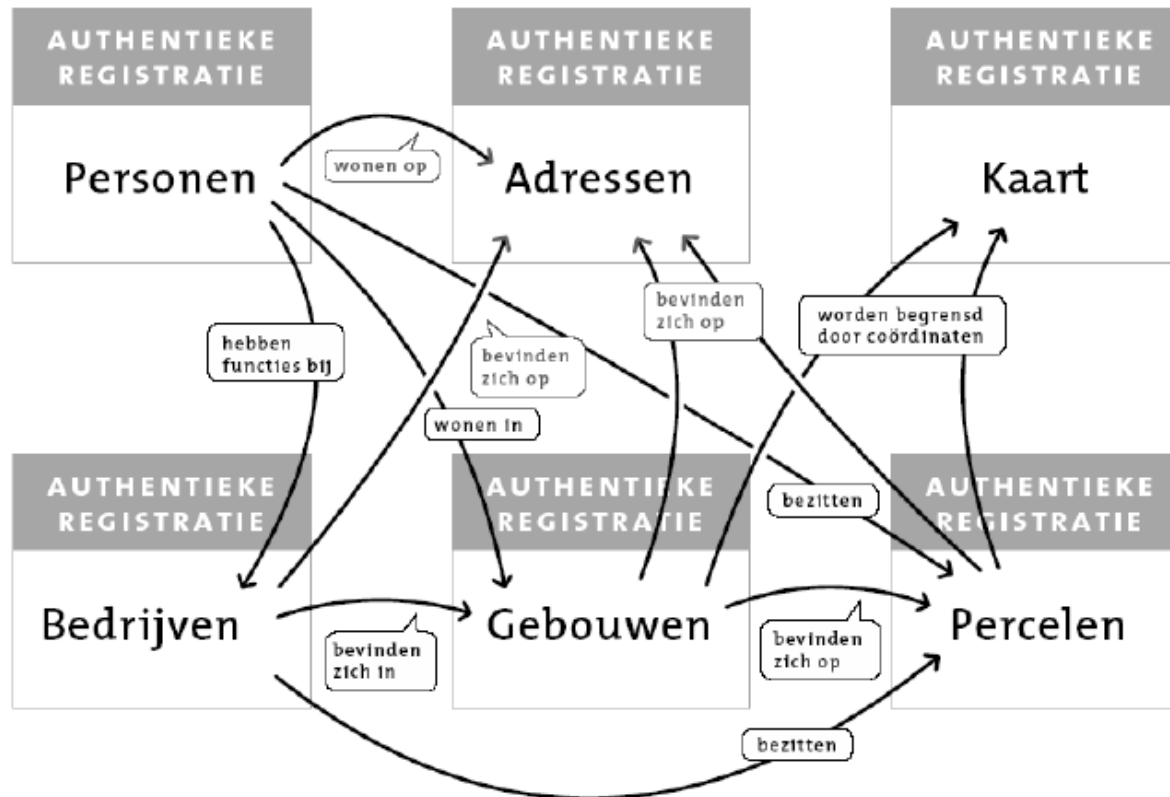 AUTHENTIEKE
REGISTRATIE
Personen
AUTHENTIEKE
REGISTRATIE
Adressen
AUTHENTIEKE
REGISTRATIE
Kaart
wonen op
hebben
functies bij
bevinden
zich op
wonen in
bevinden
zich op
worden begrensd
door coördinaten
bezitten
AUTHENTIEKE
REGISTRATIE
Bedrijven
AUTHENTIEKE
REGISTRATIE
Gebouwen
AUTHENTIEKE
REGISTRATIE
Percelen
bevinden
zich in
bevinden
zich op
bezitten